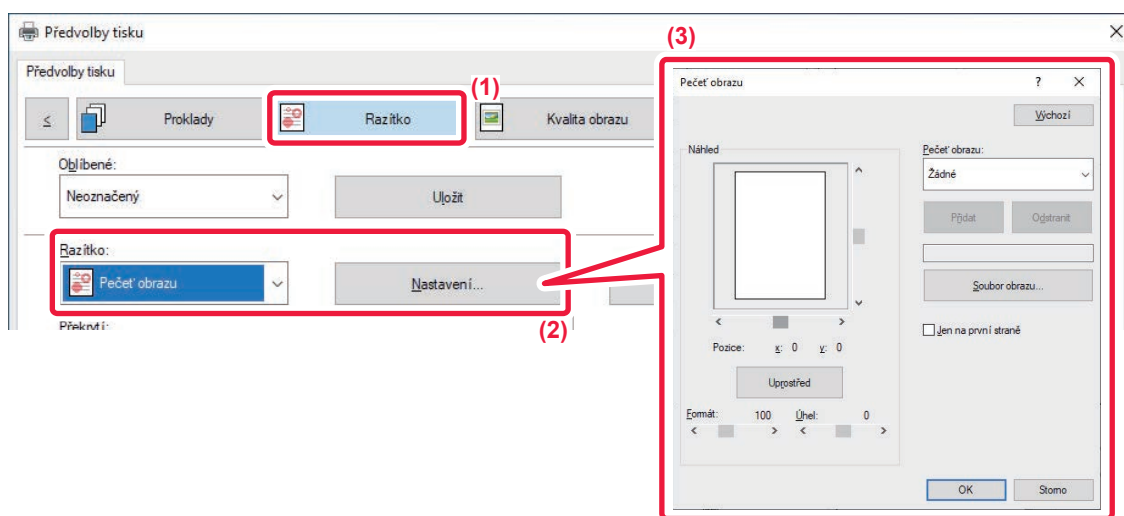 Předvolby tisku
Předvolby tisku
(1)
≤ Proklady Razítko Kvalita obrazu
Oblíbené:
Neoznačený Uložit
Razítko:
Pečeť obrazu Nastavení...
(2)
Překrytí:
(3)
Pečeť obrazu ?
Výchozí
Náhled
Pečeť obrazu:
Žádné
Přidat Odstranit
Soubor obrazu...
Jen na první straně
Pozice: x: 0 y: 0
Uprostřed
Formát: 100 Úhel: 0
OK Storno